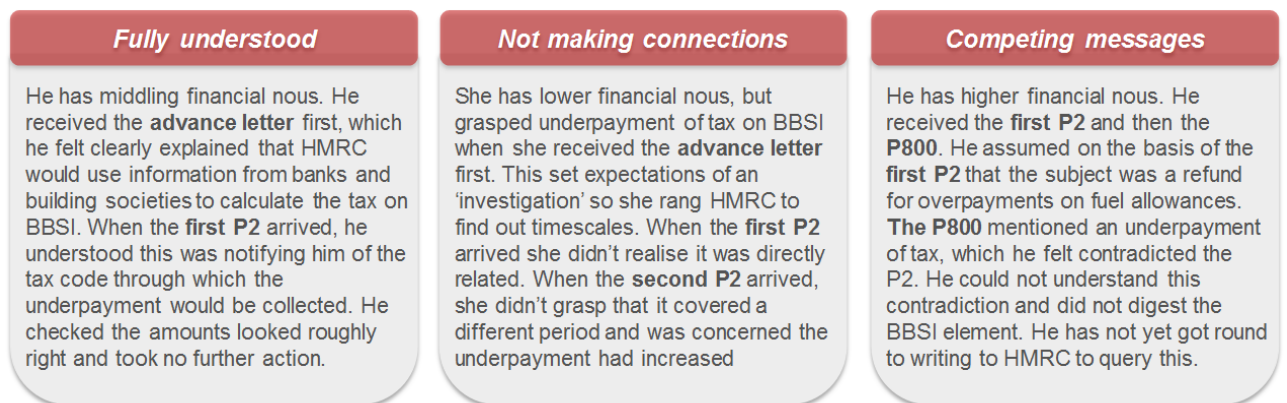 Fully understood
He has middling financial nous. He
received the advance letter first, which
he felt clearly explained that HMRC
would use information from banks and
building societies to calculate the tax on
BBSI. When the first P2 arrived, he
understood this was notifying him of the
tax code through which the
underpayment would be collected. He
checked the amounts looked roughly
right and took no further action.
Not making connections
She has lower financial nous, but
grasped underpayment of tax on BBSI
when she received the advance letter
first. This set expectations of an
‘investigation’ so she rang HMRC to
find out timescales. When the first P2
arrived she didn’t realise it was directly
related. When the second P2 arrived,
she didn’t grasp that it covered a
different period and was concerned the
underpayment had increased
Competing messages
He has higher financial nous. He
received the first P2 and then the
P800. He assumed on the basis of the
first P2 that the subject was a refund
for overpayments on fuel allowances.
The P800 mentioned an underpayment
of tax, which he felt contradicted the
P2. He could not understand this
contradiction and did not digest the
BBSI element. He has not yet got round
to writing to HMRC to query this.